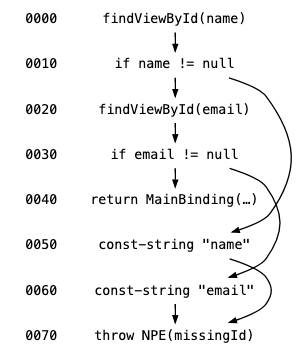 0000 findViewById(name)
0010 if name != null
0020 findViewById(email)
0030 if email != null
0040 return MainBinding(…)
0050 const-string "name"
0060 const-string "email"
0070 throw NPE(missingId)